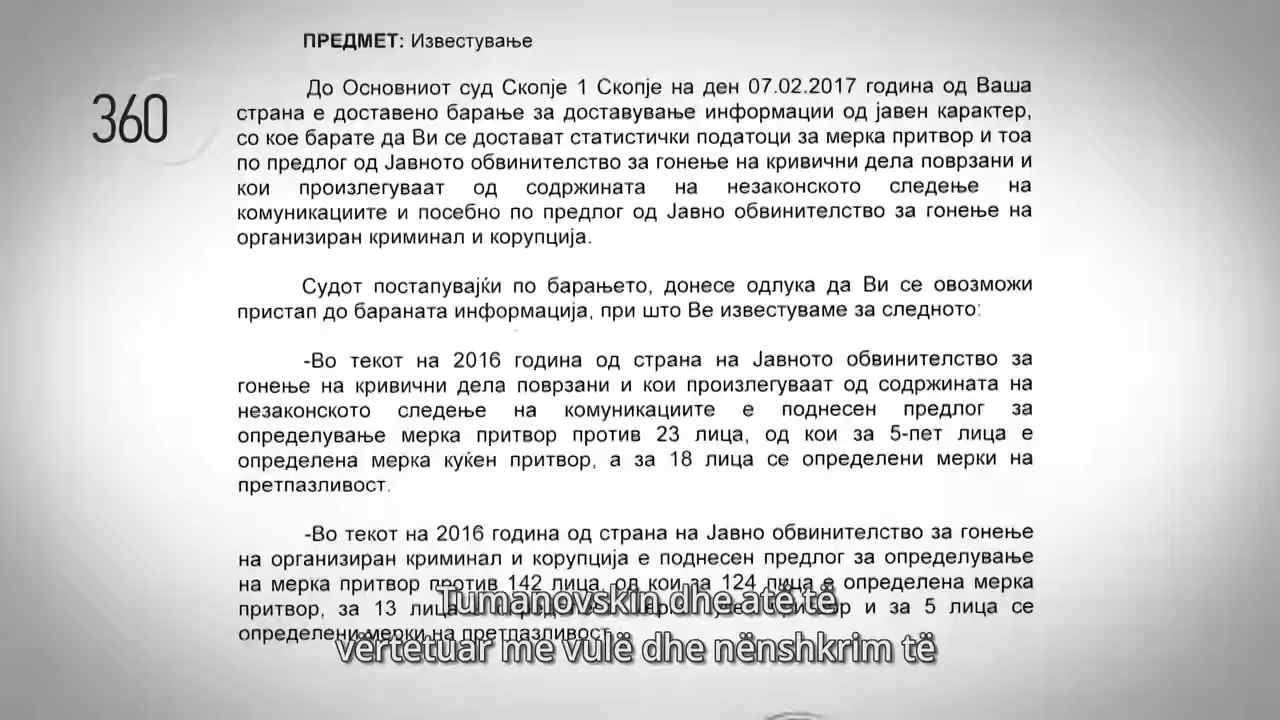 ПРЕДМЕТ: Известување
До Основниот суд Скопје 1 Скопје на ден 07.02.2017 година од Ваша
страна е доставено барање за доставување информации од јавен карактер,
со кое барате да Ви се достават статистички податоци за мерка притвор и тоа
по предлог од Јавното обвинителство за гонење на кривични дела поврзани и
кои произлегуваат од содржината на незаконското следење на
комуникациите и посебно по предлог од Јавно обвинителство за гонење на
организиран криминал и корупција.
360
Судот постапувајќи по барањето, донесе одлука да Ви се овозможи
пристап до бараната информација, при што Ве известуваме за следното:
-Во текот на 2016 година од страна на Јавното обвинителство за
гонење на кривични дела поврзани и кои произлегуваат од содржината на
незаконското следење на комуникациите е поднесен предлог за
определување мерка притвор против 23 лица, од кои за 5-пет лица е
определена мерка куќен притвор, а за 18 лица се определени мерки на
претпазливост.
-Во текот на 2016 година од страна на Јавно обвинителство за гонење
на организиран криминал и корупција е поднесен предлог за определување
на мерка притвор против 142 лица, од кои за 124 лица е определена мерка
притвор, за 13 лица и за 5 лица се
определени мерки на претпазливост.
Tumanovskin dhe atë të
vërtetuar me vulë dhe nënshkrim të